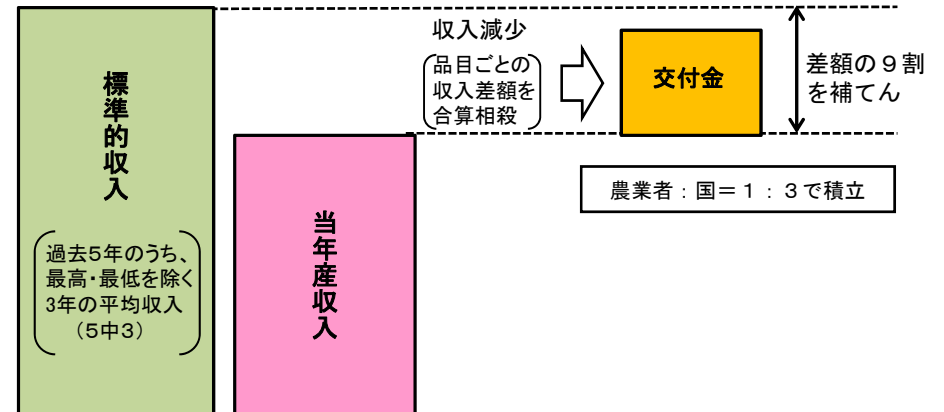 標準的収入
過去5年のうち、
最高・最低を除く
3年の平均収入
（5中3）
当年産収入
収入減少
品目ごとの
収入差額を
合算相殺
交付金
差額の９割
を補てん
農業者：国＝１：３で積立